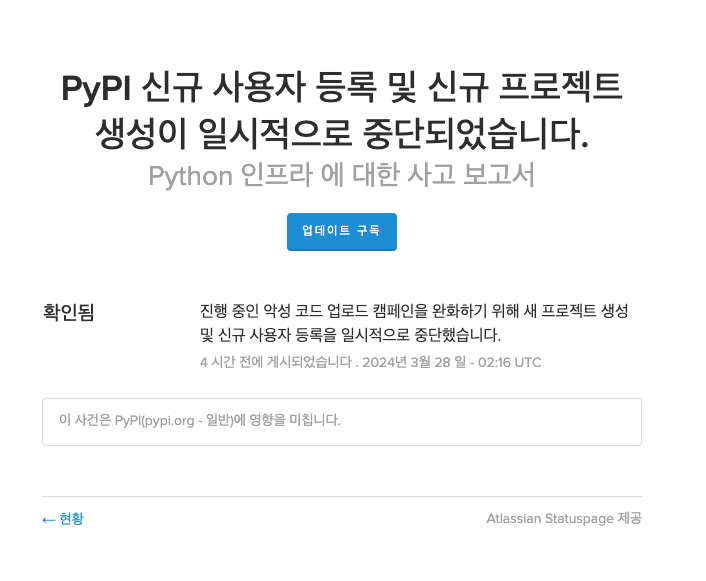 PyPI 신규 사용자 등록 및 신규 프로젝트
생성이 일시적으로 중단되었습니다.
Python 인프라 에 대한 사고 보고서
업데이트 구독
확인됨
진행 중인 악성 코드 업로드 캠페인을 완화하기 위해 새 프로젝트 생성
및 신규 사용자 등록을 일시적으로 중단했습니다.
4 시간 전에 게시되었습니다 . 2024년 3월 28 일 - 02:16 UTC
이 사건은 PyPI(pypi.org - 일반)에 영향을 미칩니다.
← 현황
Atlassian Statuspage 제공